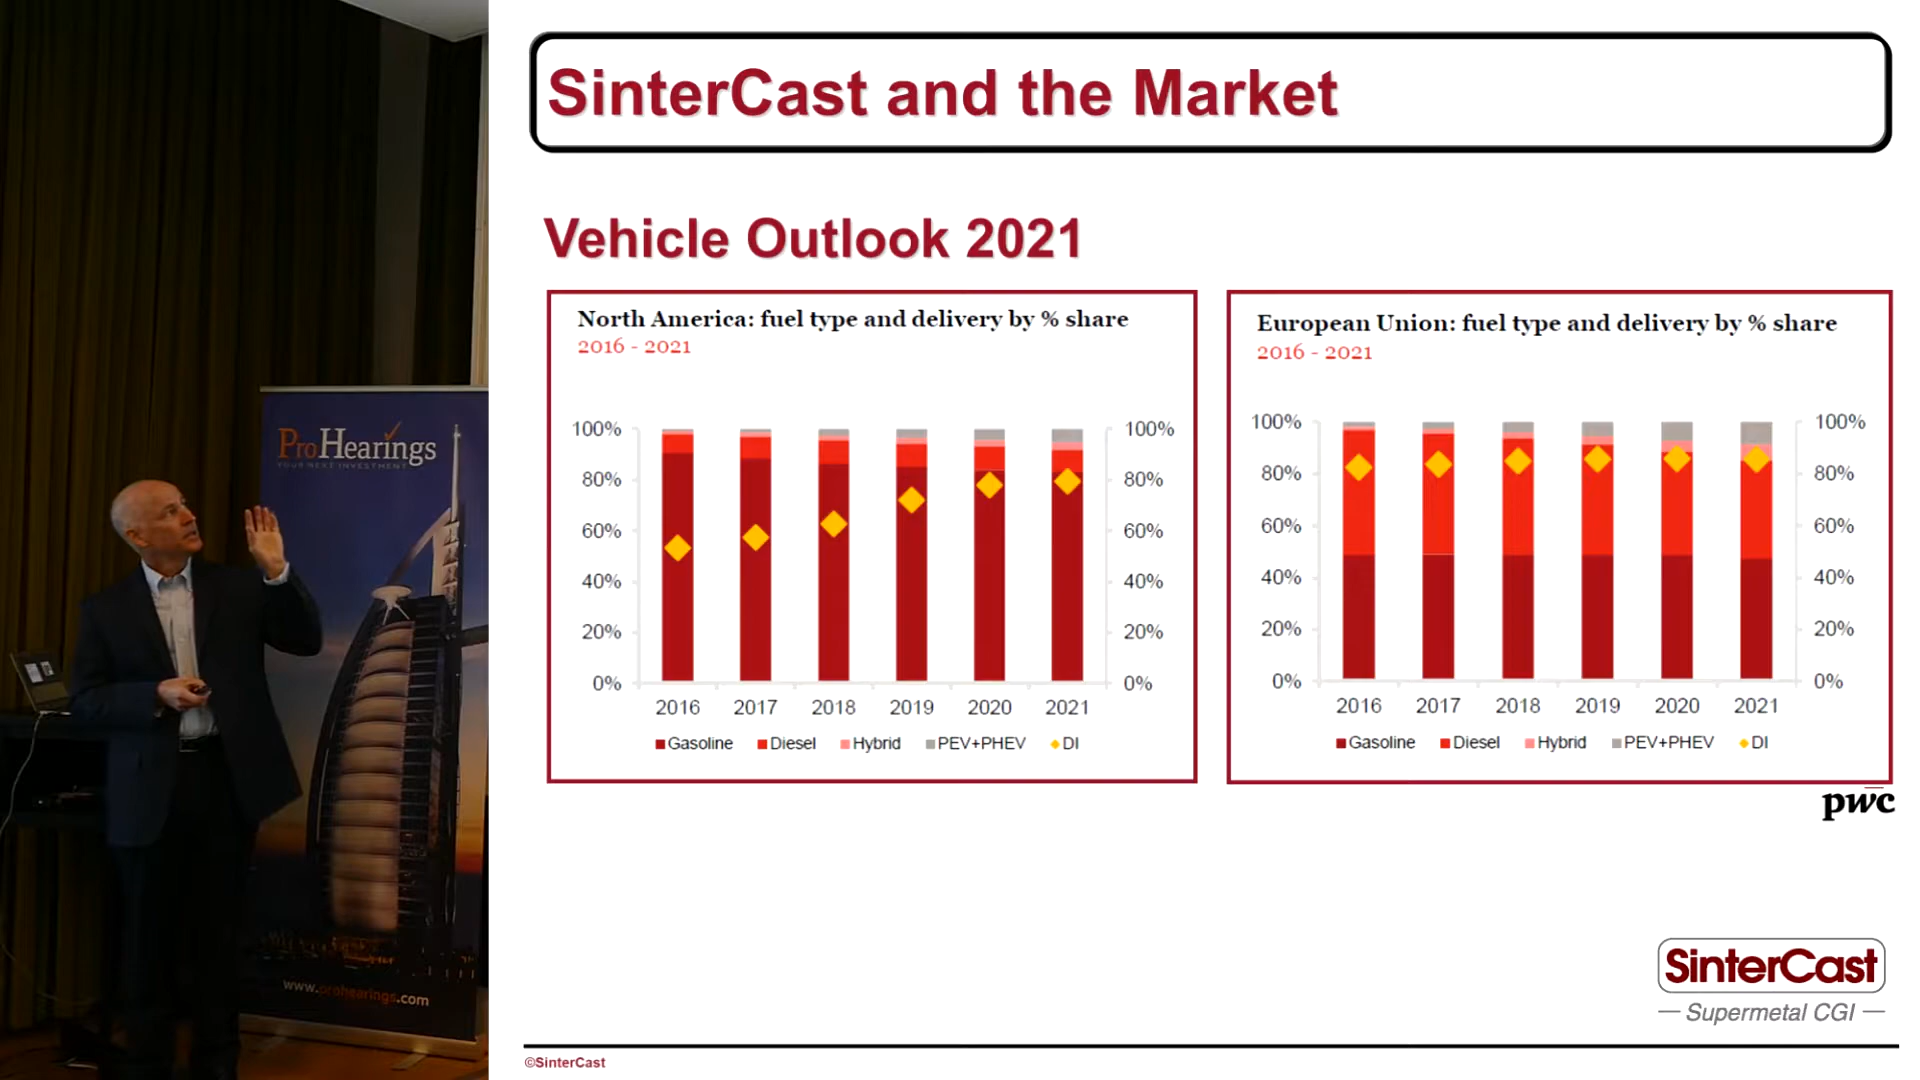 ProHearings
YOUR NEXT INVESTMENT
www.prohearings.com
SinterCast and the Market
Vehicle Outlook 2021
North America: fuel type and delivery by % share
2016 - 2021
100%
80%
60%
40%
20%
0%
100%
80%
60%
40%
20%
0%
2016 2017 2018 2019 2020 2021
Gasoline Diesel Hybrid PEV+PHEV DI
European Union: fuel type and delivery by % share
2016 - 2021
100%
80%
60%
40%
20%
0%
100%
80%
60%
40%
20%
0%
2016 2017 2018 2019 2020 2021
Gasoline Diesel Hybrid PEV+PHEV DI
pwc
SinterCast
— Supermetal CGI —
©SinterCast